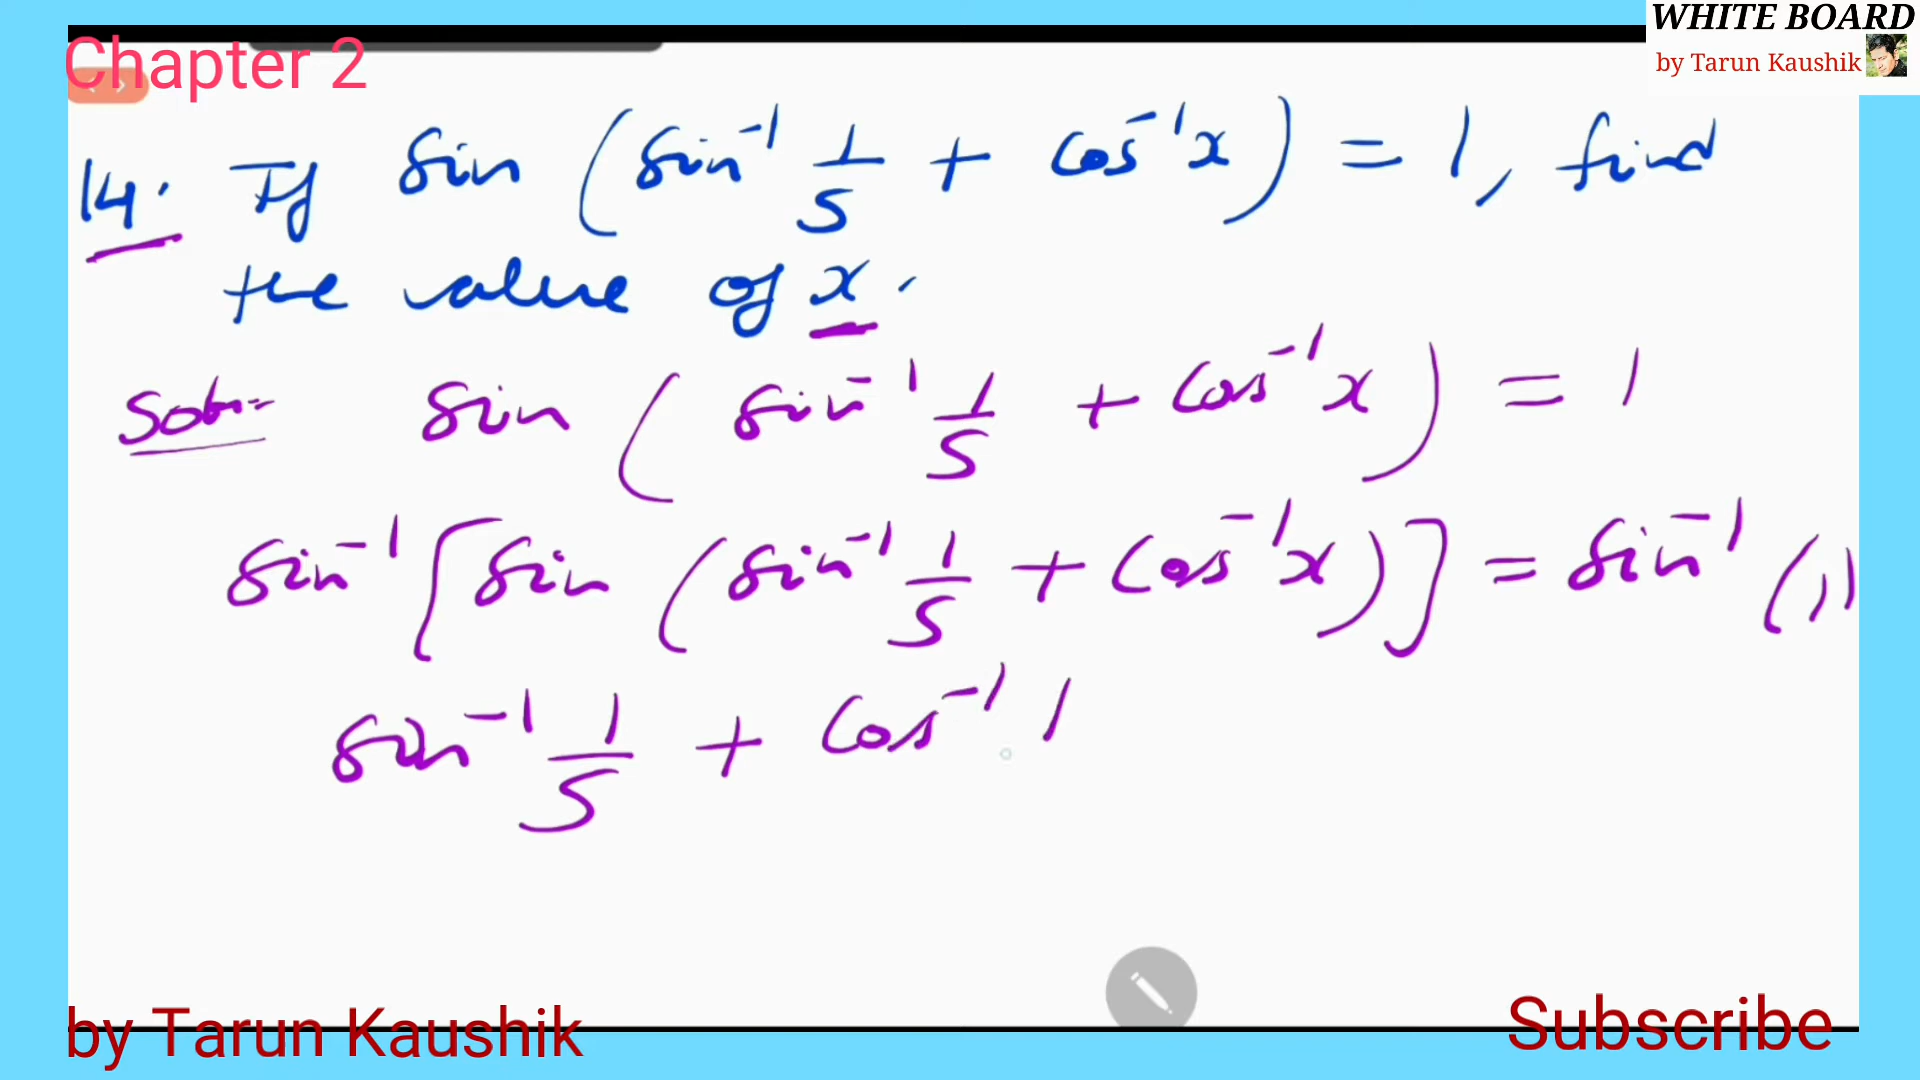 WHITE BOARD
by Tarun Kaushik
Chapter 2
14. If sin (sin⁻¹ 1/5 + cos⁻¹x) = 1, find
the value of x.
Soln- sin (sin⁻¹ 1/5 + cos⁻¹x) = 1
sin⁻¹ [sin (sin⁻¹ 1/5 + cos⁻¹x)] = sin⁻¹ (1)
sin⁻¹ 1/5 + cos⁻¹ 1
by Tarun Kaushik
Subscribe